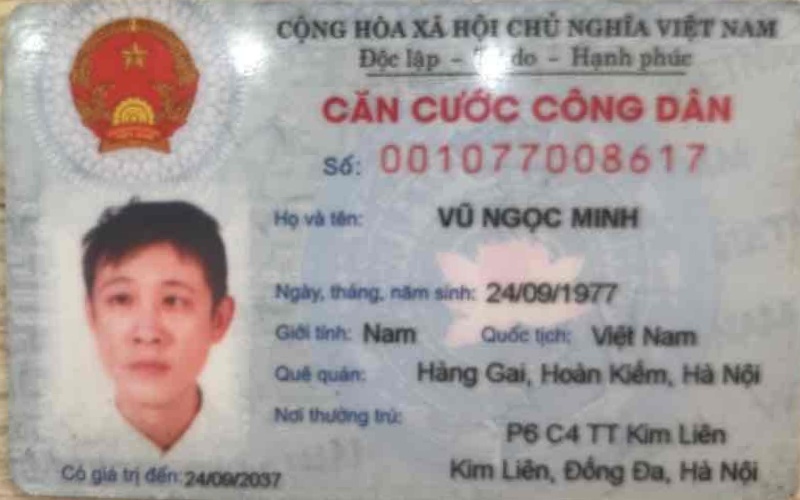 CỘNG HÒA XÃ HỘI CHỦ NGHĨA VIỆT NAM
Độc lập - do - Hạnh phúc
CĂN CƯỚC CÔNG DÂN
Số: 001077008617
Họ và tên: VŨ NGỌC MINH
Ngày, tháng, năm sinh: 24/09/1977
Giới tính: Nam Quốc tịch: Việt Nam
Quê quán: Hàng Gai, Hoàn Kiếm, Hà Nội
Nơi thường trú: P6 C4 TT Kim Liên
Kim Liên, Đống Đa, Hà Nội
Có giá trị đến: 24/09/2037